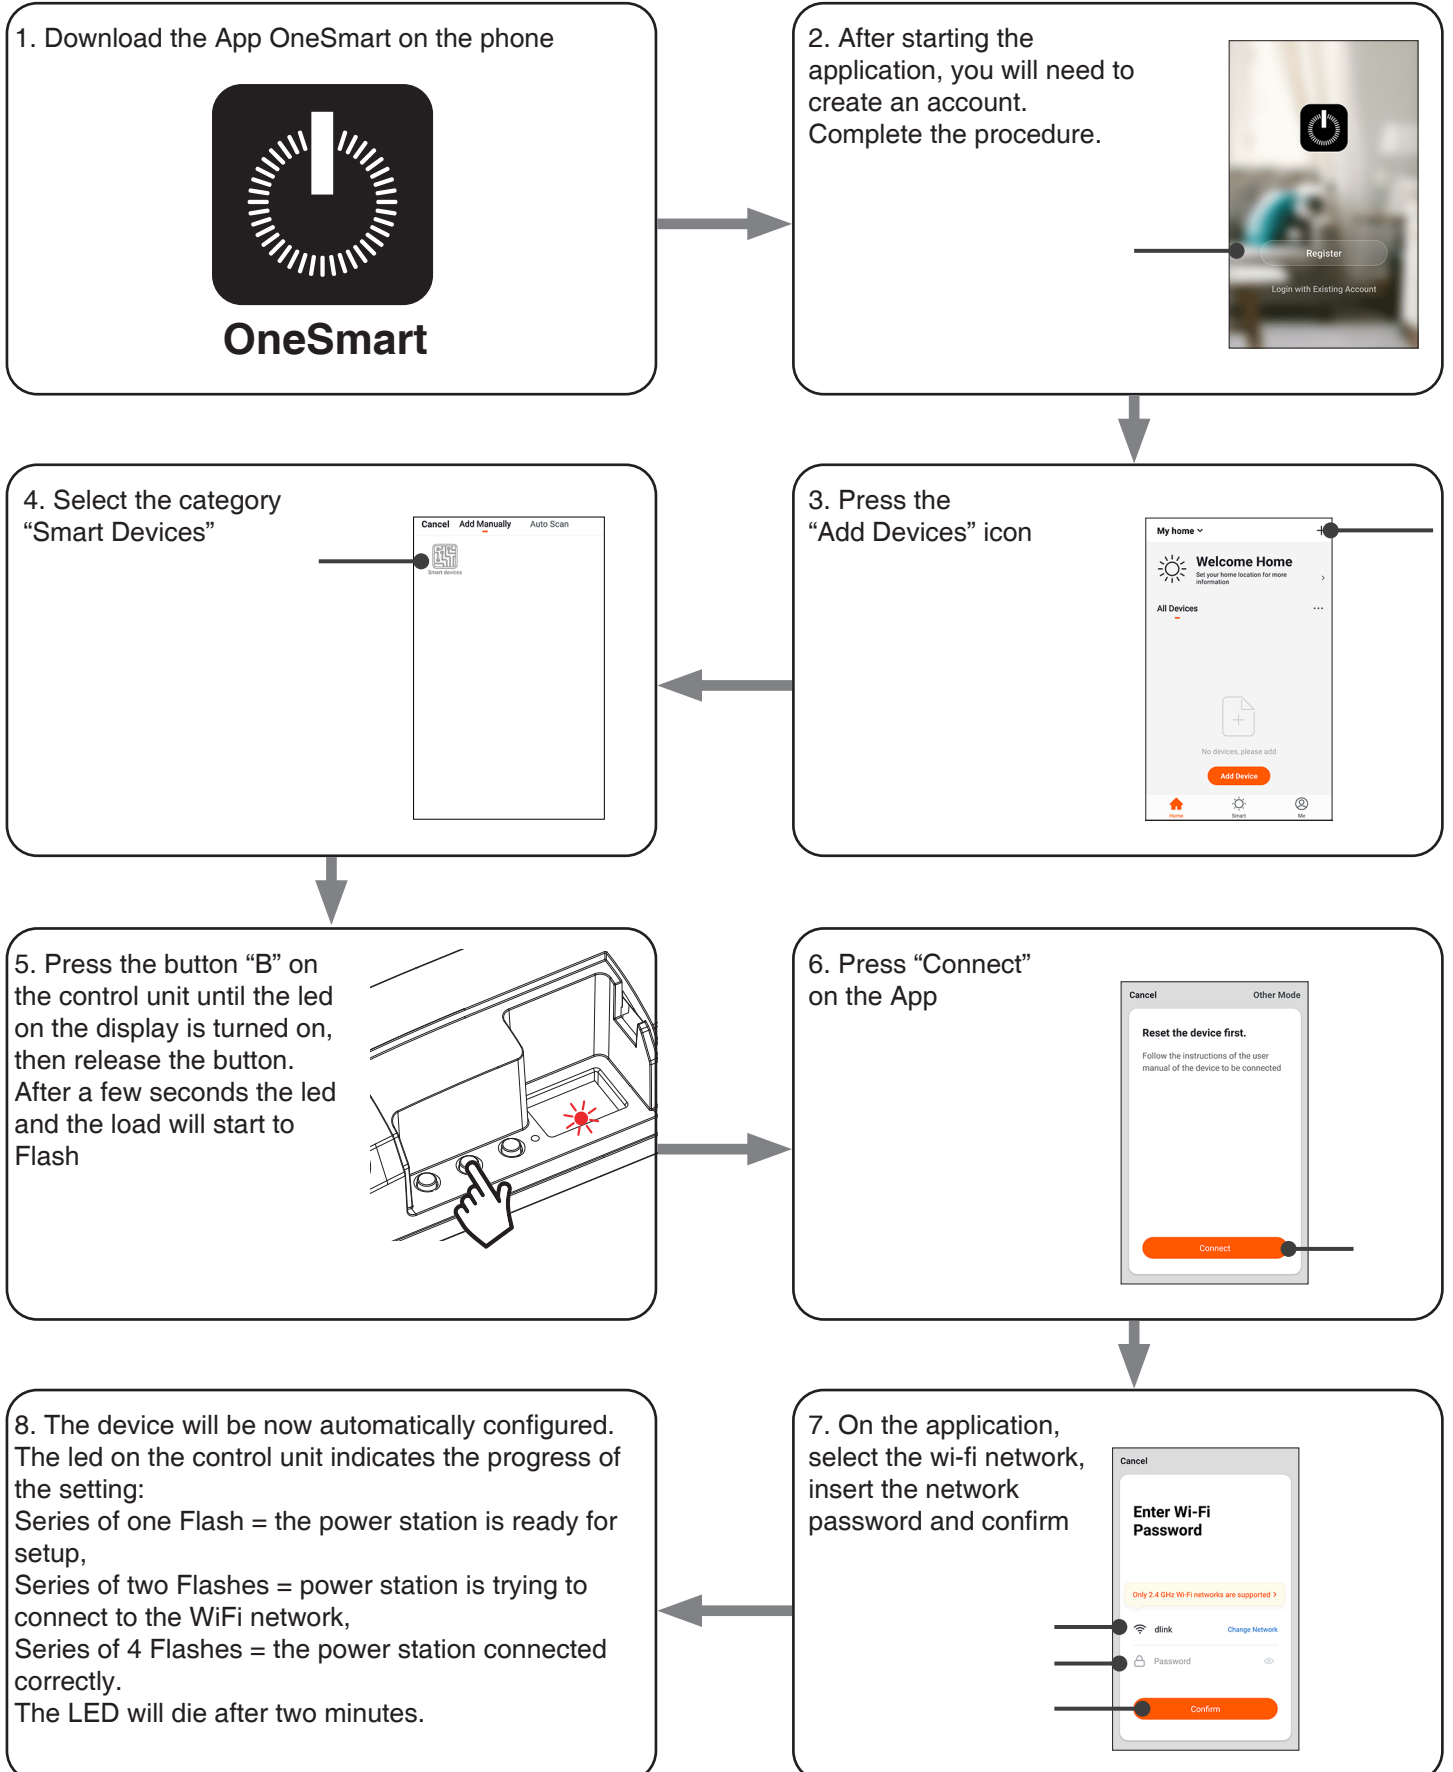 1. Download the App OneSmart on the phone
OneSmart
2. After starting the
application, you will need to
create an account.
Complete the procedure.
Register
Login with Existing Account
3. Press the
“Add Devices” icon
My home
+
Welcome Home
Set your home location for more
information
All Devices
...
No devices, please add
Add Device
Home
Smart
Me
4. Select the category
“Smart Devices”
Cancel Add Manually Auto Scan
Smart devices
5. Press the button “B” on
the control unit until the led
on the display is turned on,
then release the button.
After a few seconds the led
and the load will start to
Flash
6. Press “Connect”
on the App
Cancel Other Mode
Reset the device first.
Follow the instructions of the user
manual of the device to be connected
Connect
7. On the application,
select the wi-fi network,
insert the network
password and confirm
Cancel
Enter Wi-Fi
Password
Only 2.4 GHz Wi-Fi networks are supported >
dlink Change Network
Password
Confirm
8. The device will be now automatically configured.
The led on the control unit indicates the progress of
the setting:
Series of one Flash = the power station is ready for
setup,
Series of two Flashes = power station is trying to
connect to the WiFi network,
Series of 4 Flashes = the power station connected
correctly.
The LED will die after two minutes.